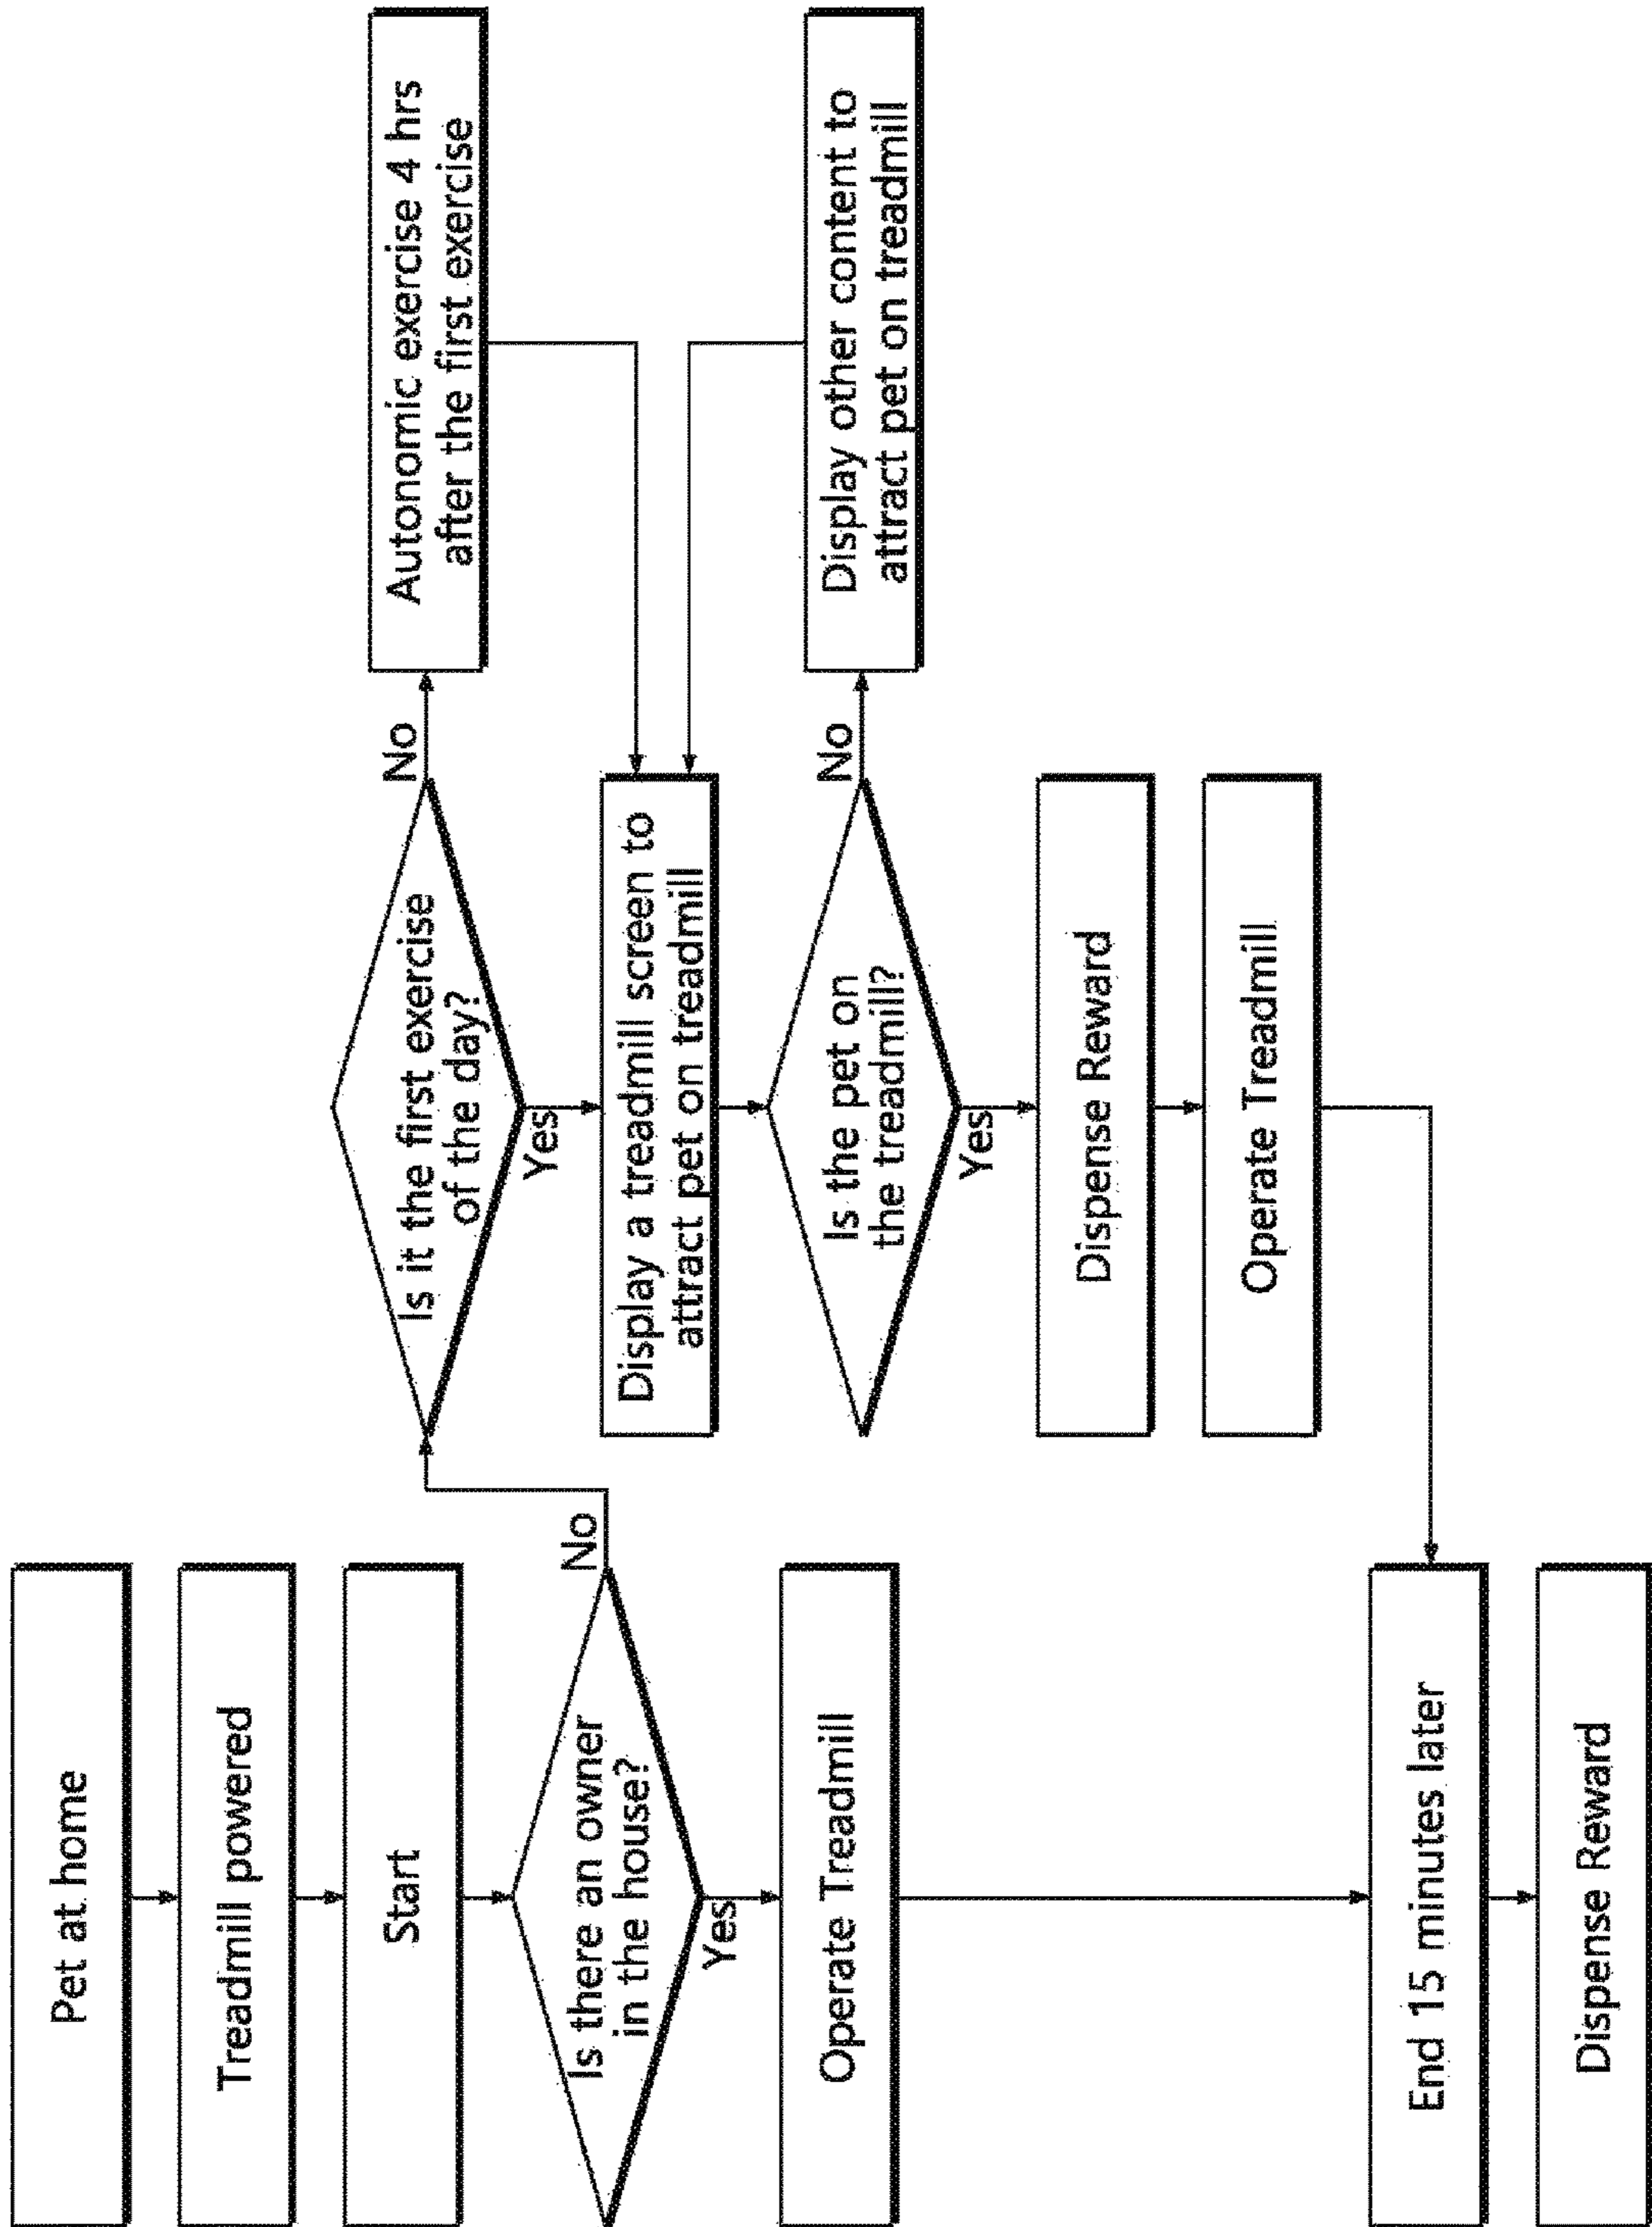 Pet at home
Treadmill powered
Start
Is there an owner
in the house?
No
Yes
Operate Treadmill
End 15 minutes later
Dispense Reward
Is it the first exercise
of the day?
No
Yes
Display a treadmill screen to
attract pet on treadmill
Is the pet on
the treadmill?
No
Yes
Dispense Reward
Operate Treadmill
Autonomic exercise 4 hrs
after the first exercise
Display other content to
attract pet on treadmill